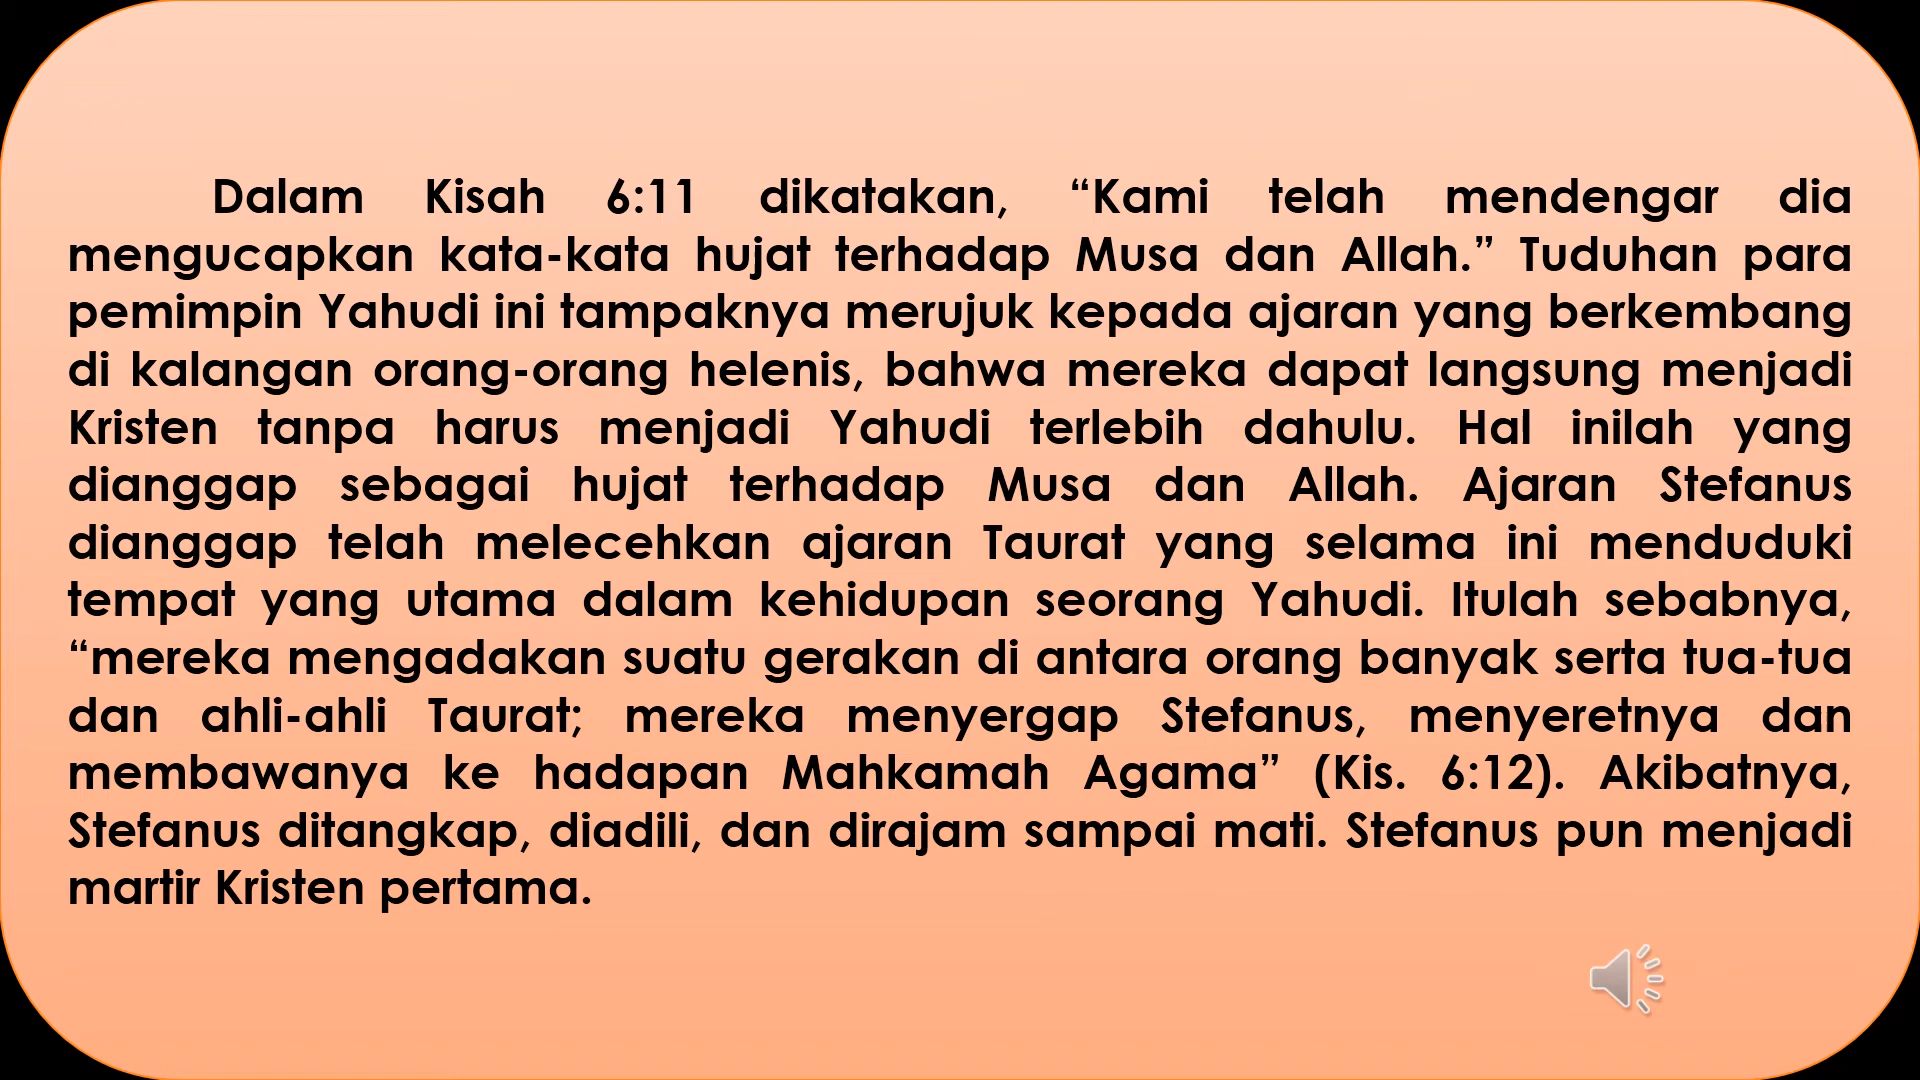 Dalam Kisah 6:11 dikatakan, “Kami telah mendengar dia
mengucapkan kata-kata hujat terhadap Musa dan Allah.” Tuduhan para
pemimpin Yahudi ini tampaknya merujuk kepada ajaran yang berkembang
di kalangan orang-orang helenis, bahwa mereka dapat langsung menjadi
Kristen tanpa harus menjadi Yahudi terlebih dahulu. Hal inilah yang
dianggap sebagai hujat terhadap Musa dan Allah. Ajaran Stefanus
dianggap telah melecehkan ajaran Taurat yang selama ini menduduki
tempat yang utama dalam kehidupan seorang Yahudi. Itulah sebabnya,
“mereka mengadakan suatu gerakan di antara orang banyak serta tua-tua
dan ahli-ahli Taurat; mereka menyergap Stefanus, menyeretnya dan
membawanya ke hadapan Mahkamah Agama” (Kis. 6:12). Akibatnya,
Stefanus ditangkap, diadili, dan dirajam sampai mati. Stefanus pun menjadi
martir Kristen pertama.